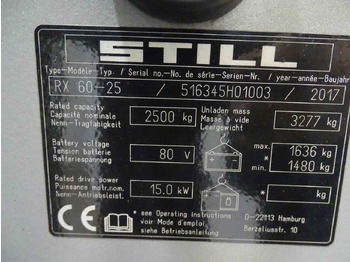 STILL
Type-Modèle-Typ. / Serial no.-No. de série-Serien-Nr. / year-année-Baujahr
RX 60-25 / 516345H01003 / 2017
Rated capacity
Capacité nominale
Nenn-Tragfähigkeit
2500 kg
Unladen mass
Masse à vide
Leergewicht
3277 kg
Battery voltage
Tension batterie
Batteriespannung
80 V
max. 1636 kg
* *
min. 1480 kg
Rated drive power
Puissance motr.nom.
Nenn-Antriebsleist.
15.0 kW
* kg
CE
* see Operating instructions
voir Mode d'emploi
siehe Betriebsanleitung
D-22113 Hamburg
Berzeliusstr. 10